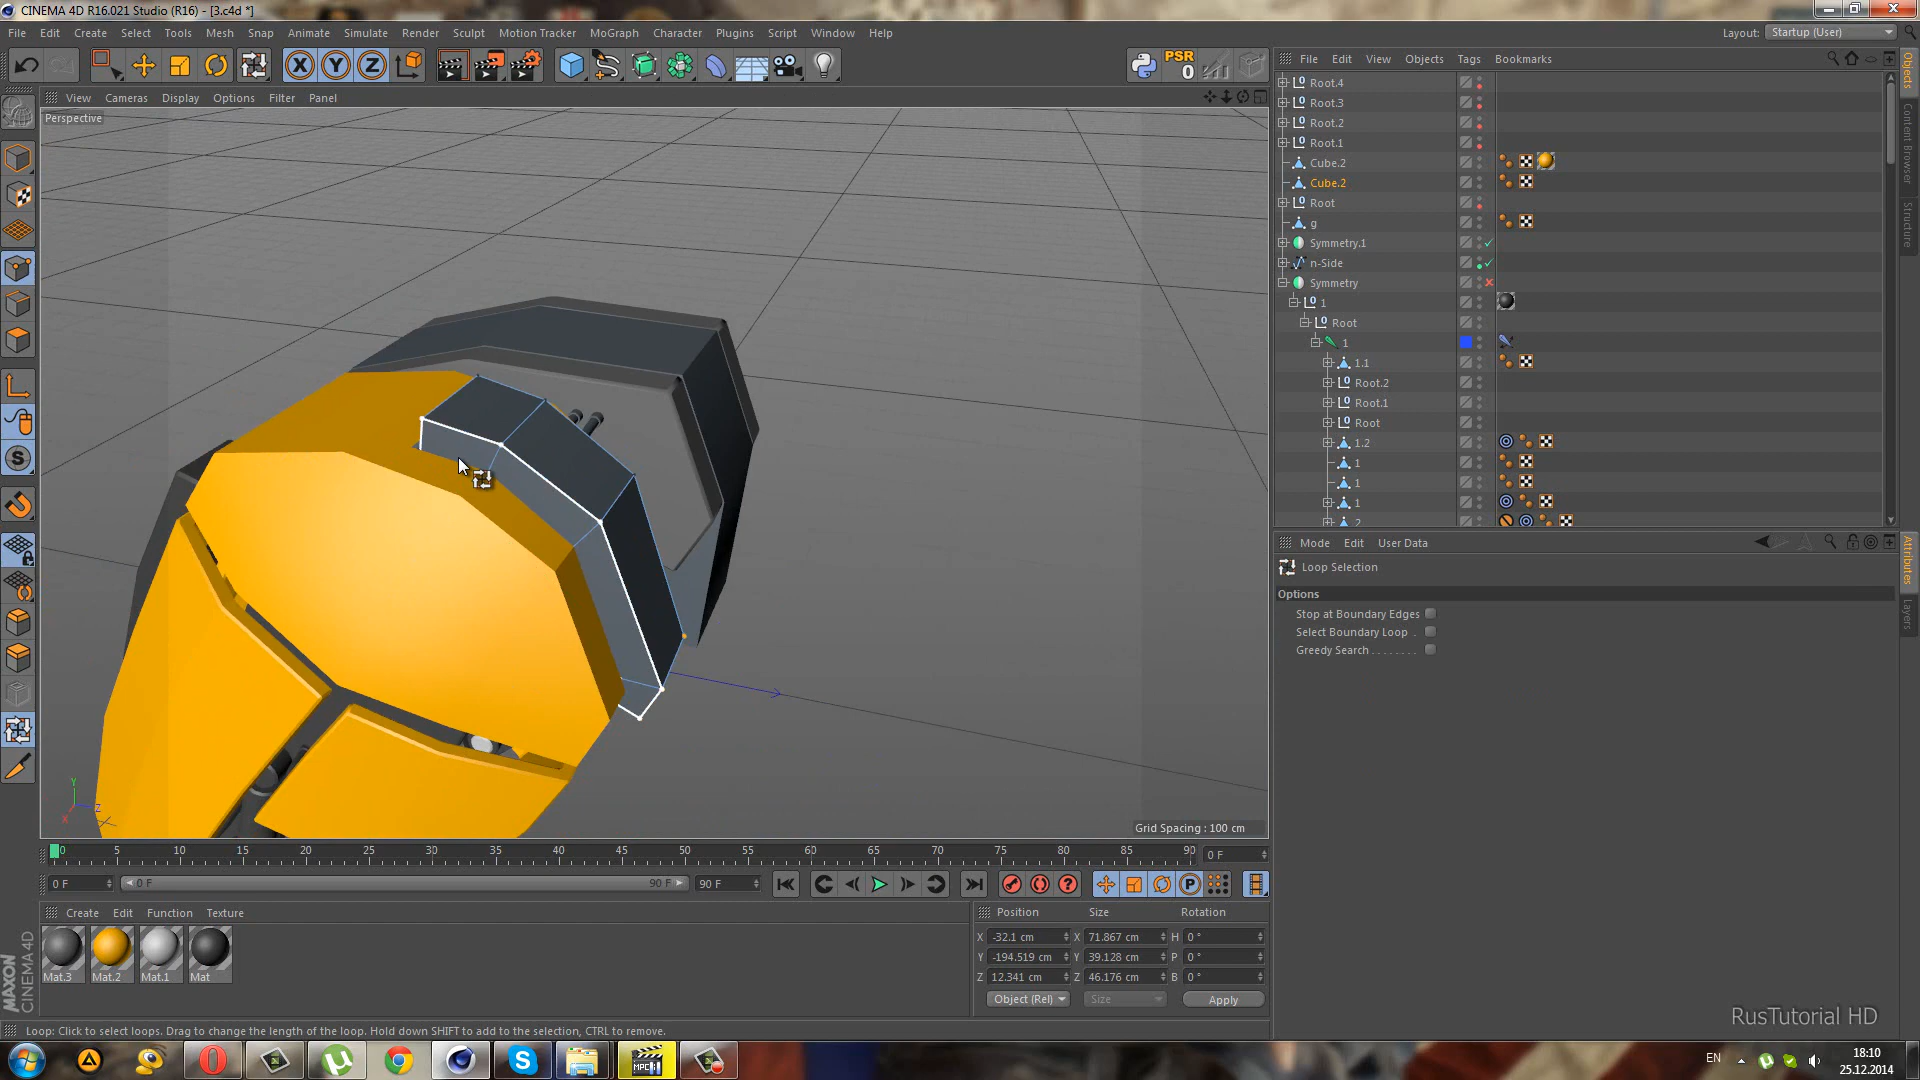 CINEMA 4D R16.021 Studio (R16) - [3.c4d *]
File Edit Create Select Tools Mesh Snap Animate Simulate Render Sculpt Motion Tracker MoGraph Character Plugins Script Window Help
Layout: Startup (User)
PSR
0
File Edit View Objects Tags Bookmarks
View Cameras Display Options Filter Panel
Perspective
Root.4
Root.3
Root.2
Root.1
Cube.2
Cube.2
Root
g
Symmetry.1
n-Side
Symmetry
1
Root
1
1.1
Root.2
Root.1
Root
1.2
1
1
1
2
Objects
Content Browser
Structure
Mode Edit User Data
Loop Selection
Options
Stop at Boundary Edges
Select Boundary Loop .
Greedy Search . . . . . . . .
Attributes
Layers
Y
Z
X
Grid Spacing : 100 cm
0 5 10 15 20 25 30 35 40 45 50 55 60 65 70 75 80 85 90
0 F
0 F
0 F
90 F
90 F
Create Edit Function Texture
Mat.3 Mat.2 Mat.1 Mat
Position Size Rotation
X -32.1 cm X 71.867 cm H 0 °
Y -194.519 cm Y 39.128 cm P 0 °
Z 12.341 cm Z 46.176 cm B 0 °
Object (Rel) Size Apply
MAXON
CINEMA 4D
Loop: Click to select loops. Drag to change the length of the loop. Hold down SHIFT to add to the selection, CTRL to remove.
RusTutorial HD
EN
18:10
25.12.2014